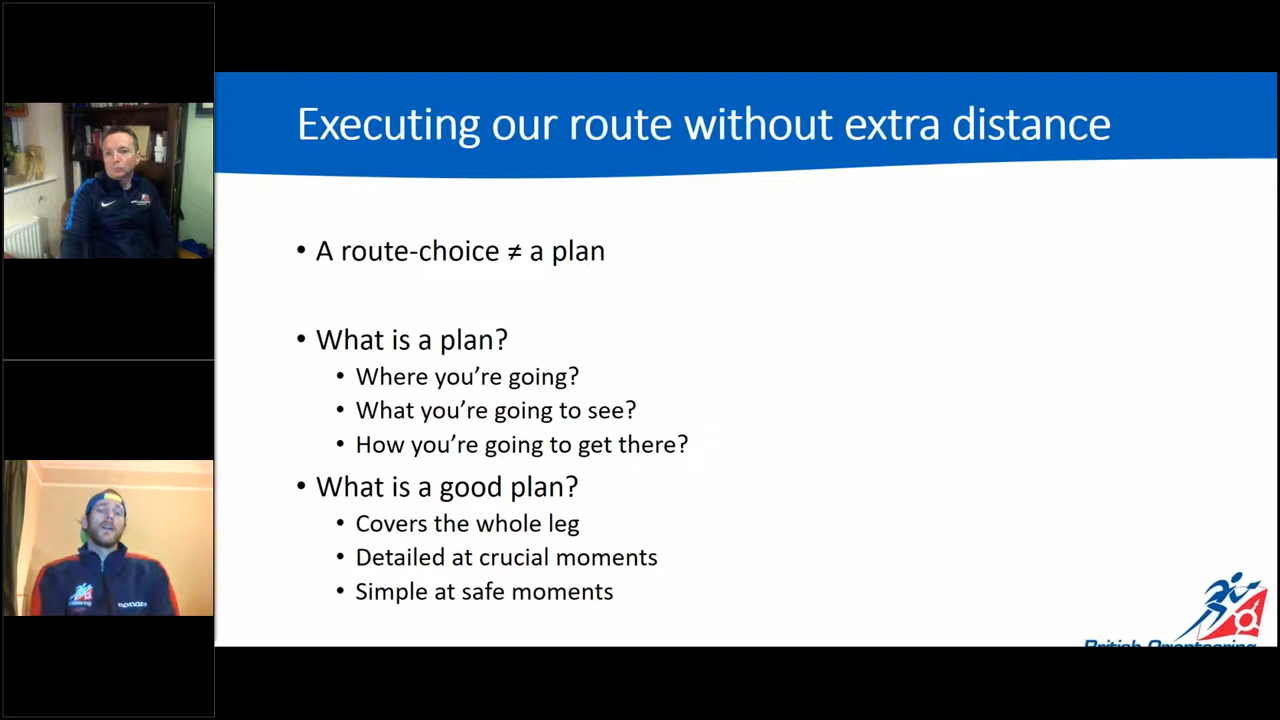 Executing our route without extra distance
• A route-choice ≠ a plan
• What is a plan?
• Where you're going?
• What you're going to see?
• How you're going to get there?
• What is a good plan?
• Covers the whole leg
• Detailed at crucial moments
• Simple at safe moments
British Orienteering